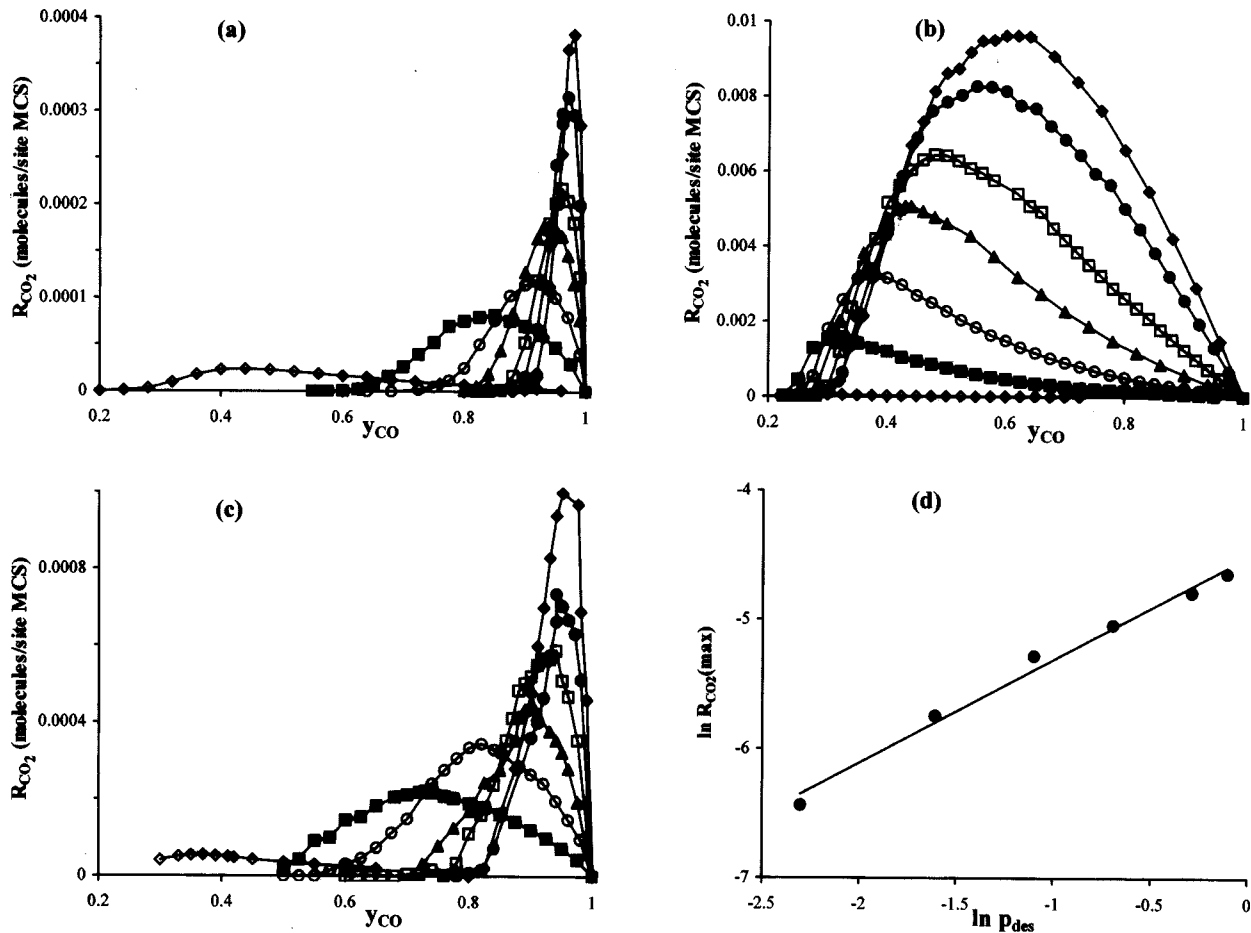 (a)
R_CO2 (molecules/site MCS)
0.0004
0.0003
0.0002
0.0001
0
0.2 0.4 0.6 0.8 1
y_CO
(b)
R_CO2 (molecules/site MCS)
0.01
0.008
0.006
0.004
0.002
0
0.2 0.4 0.6 0.8 1
y_CO
(c)
R_CO2 (molecules/site MCS)
0.0008
0.0004
0
0.2 0.4 0.6 0.8 1
y_CO
(d)
ln R_CO2(max)
-4
-5
-6
-7
-2.5 -2 -1.5 -1 -0.5 0
ln p_des